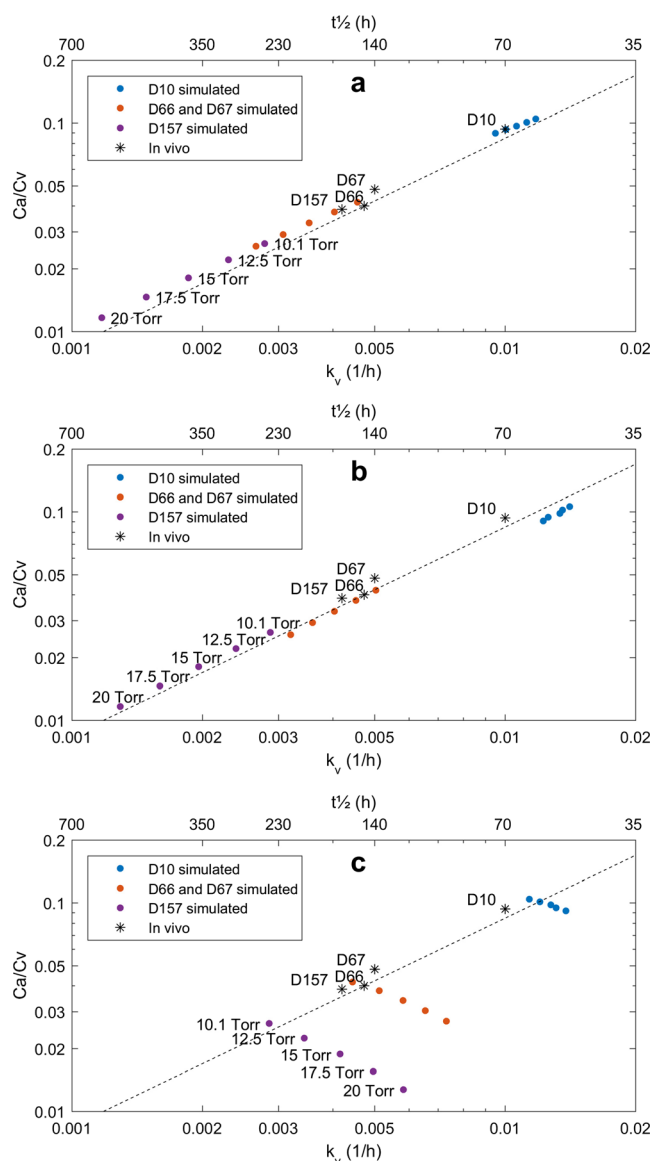 t½ (h)
700 350 230 140 70 35
a
D10 simulated
D66 and D67 simulated
D157 simulated
In vivo
0.2
0.1
0.05
0.03
0.02
0.01
Ca/Cv
D10
D67
D157 D66
10.1 Torr
12.5 Torr
15 Torr
17.5 Torr
20 Torr
0.001 0.002 0.003 0.005 0.01 0.02
k_v (1/h)
t½ (h)
700 350 230 140 70 35
b
D10 simulated
D66 and D67 simulated
D157 simulated
In vivo
0.2
0.1
0.05
0.03
0.02
0.01
Ca/Cv
D10
D67
D157 D66
10.1 Torr
12.5 Torr
15 Torr
17.5 Torr
20 Torr
0.001 0.002 0.003 0.005 0.01 0.02
k_v (1/h)
t½ (h)
700 350 230 140 70 35
c
D10 simulated
D66 and D67 simulated
D157 simulated
In vivo
0.2
0.1
0.05
0.03
0.02
0.01
Ca/Cv
D10
D67
D157 D66
10.1 Torr
12.5 Torr
15 Torr
17.5 Torr
20 Torr
0.001 0.002 0.003 0.005 0.01 0.02
k_v (1/h)